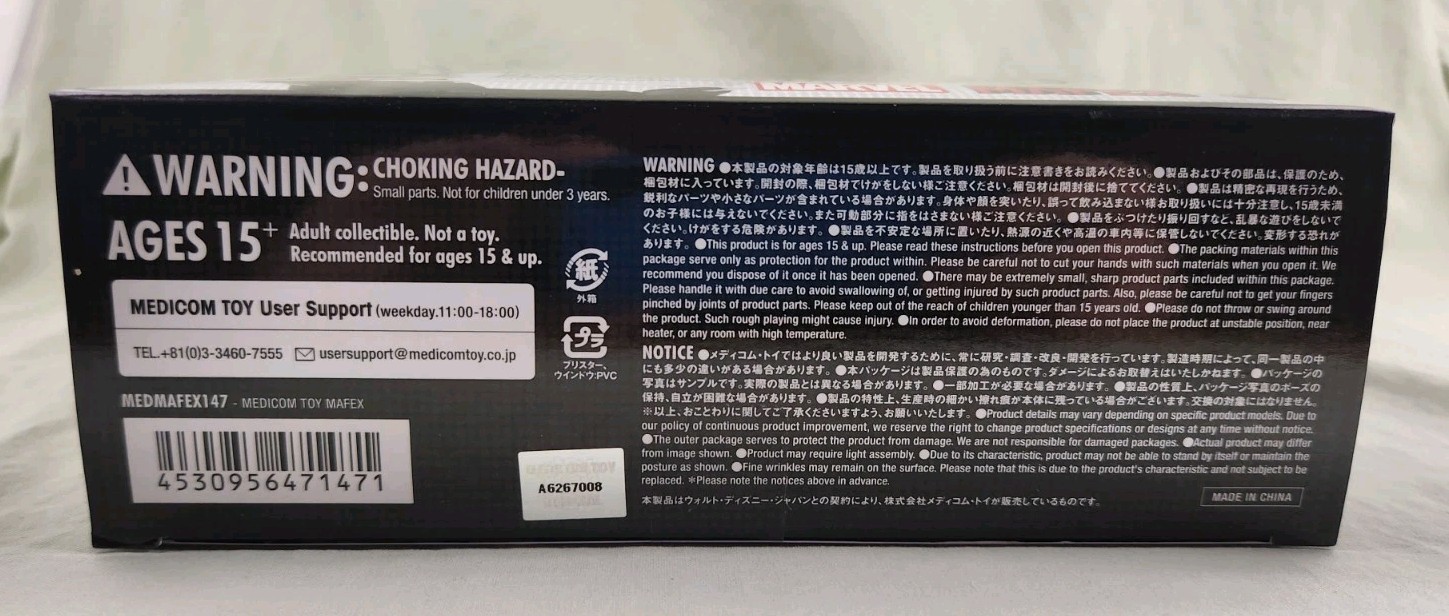 MARVEL
WARNING: CHOKING HAZARD-
Small parts. Not for children under 3 years.
AGES 15+ Adult collectible. Not a toy.
Recommended for ages 15 & up.
MEDICOM TOY User Support (weekday.11:00-18:00)
TEL.+81(0)3-3460-7555 usersupport@medicomtoy.co.jp
MEDMAFEX147 - MEDICOM TOY MAFEX
4530956471471
紙
外箱
プラ
ブリスター、
ウインドウ:PVC
A6267008
WARNING ●本製品の対象年齢は15歳以上です。製品を取り扱う前に注意書きをお読みください。●製品およびその部品は、保護のため、
梱包材に入っています。開封の際、梱包材でけがをしない様ご注意ください。梱包材は開封後に捨ててください。●製品は精密な再現を行うため、
鋭利なパーツや小さなパーツが含まれている場合があります。身体や顔を突いたり、誤って飲み込まない様お取り扱いには十分注意し、15歳未満
のお子様には与えないでください。また可動部分に指をはさまない様ご注意ください。●製品をぶつけたり振り回すなど、乱暴な遊びをしないで
ください。けがをする危険があります。●製品を不安定な場所に置いたり、熱源の近くや高温の車内等に保管しないでください。変形する恐れが
あります。●This product is for ages 15 & up. Please read these instructions before you open this product. ●The packing materials within this
package serve only as protection for the product within. Please be careful not to cut your hands with such materials when you open it. We
recommend you dispose of it once it has been opened. ●There may be extremely small, sharp product parts included within this package.
Please handle it with due care to avoid swallowing of, or getting injured by such product parts. Also, please be careful not to get your fingers
pinched by joints of product parts. Please keep out of the reach of children younger than 15 years old. ●Please do not throw or swing around
the product. Such rough playing might cause injury. ●In order to avoid deformation, please do not place the product at unstable position, near
heater, or any room with high temperature.
NOTICE ●メディコム・トイではより良い製品を開発するために、常に研究・調査・改良・開発を行っています。製造時期によって、同一製品の中
にも多少の違いがある場合があります。●本パッケージは製品保護の為のものです。ダメージによるお取替えはいたしかねます。●パッケージの
写真はサンプルです。実際の製品とは異なる場合があります。●一部加工が必要な場合があります。●製品の性質上、パッケージ写真のポーズの
保持、自立が困難な場合があります。●製品の特性上、生産時の細かい擦れ痕が本体に残っている場合がございます。交換の対象にはなりません。
※以上、おことわりに関してご了承くださいますよう、お願いいたします。●Product details may vary depending on specific product models. Due to
our policy of continuous product improvement, we reserve the right to change product specifications or designs at any time without notice.
●The outer package serves to protect the product from damage. We are not responsible for damaged packages. ●Actual product may differ
from image shown. ●Product may require light assembly. ●Due to its characteristic, product may not be able to stand by itself or maintain the
posture as shown. ●Fine wrinkles may remain on the surface. Please note that this is due to the product's characteristic and not subject to be
replaced. ※Please note the notices above in advance.
本製品はウォルト・ディズニー・ジャパンとの契約により、株式会社メディコム・トイが販売しているものです。
MADE IN CHINA